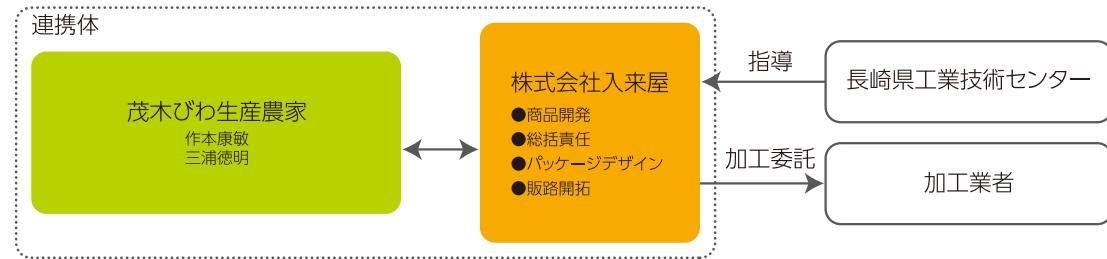 連携体
茂木びわ生産農家
作本康敏
三浦徳明
株式会社入来屋
●商品開発
●総括責任
●パッケージデザイン
●販路開拓
指導
長崎県工業技術センター
加工委託
加工業者